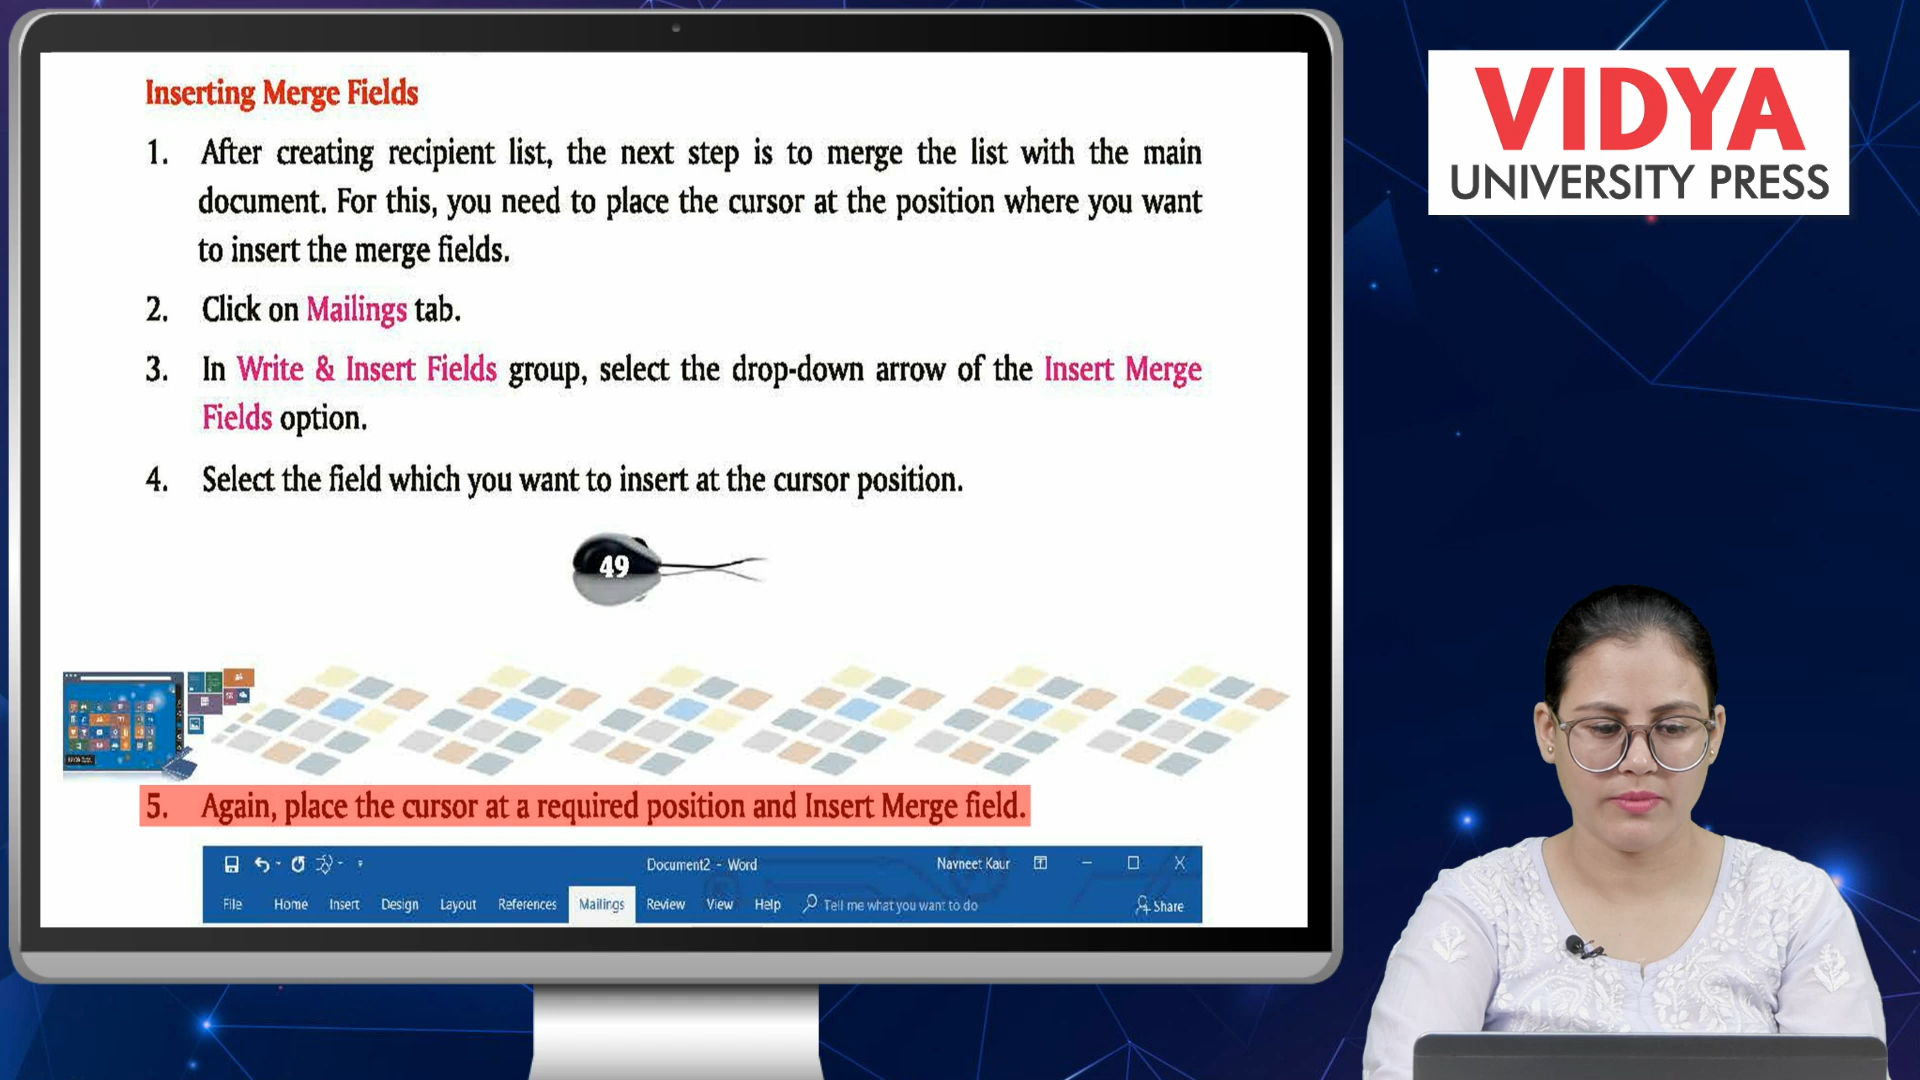 Inserting Merge Fields
1. After creating recipient list, the next step is to merge the list with the main
document. For this, you need to place the cursor at the position where you want
to insert the merge fields.
2. Click on Mailings tab.
3. In Write & Insert Fields group, select the drop-down arrow of the Insert Merge
Fields option.
4. Select the field which you want to insert at the cursor position.
49
5. Again, place the cursor at a required position and Insert Merge field.
Document2 - Word Navneet Kaur
File Home Insert Design Layout References Mailings Review View Help Tell me what you want to do Share
VIDYA
UNIVERSITY PRESS